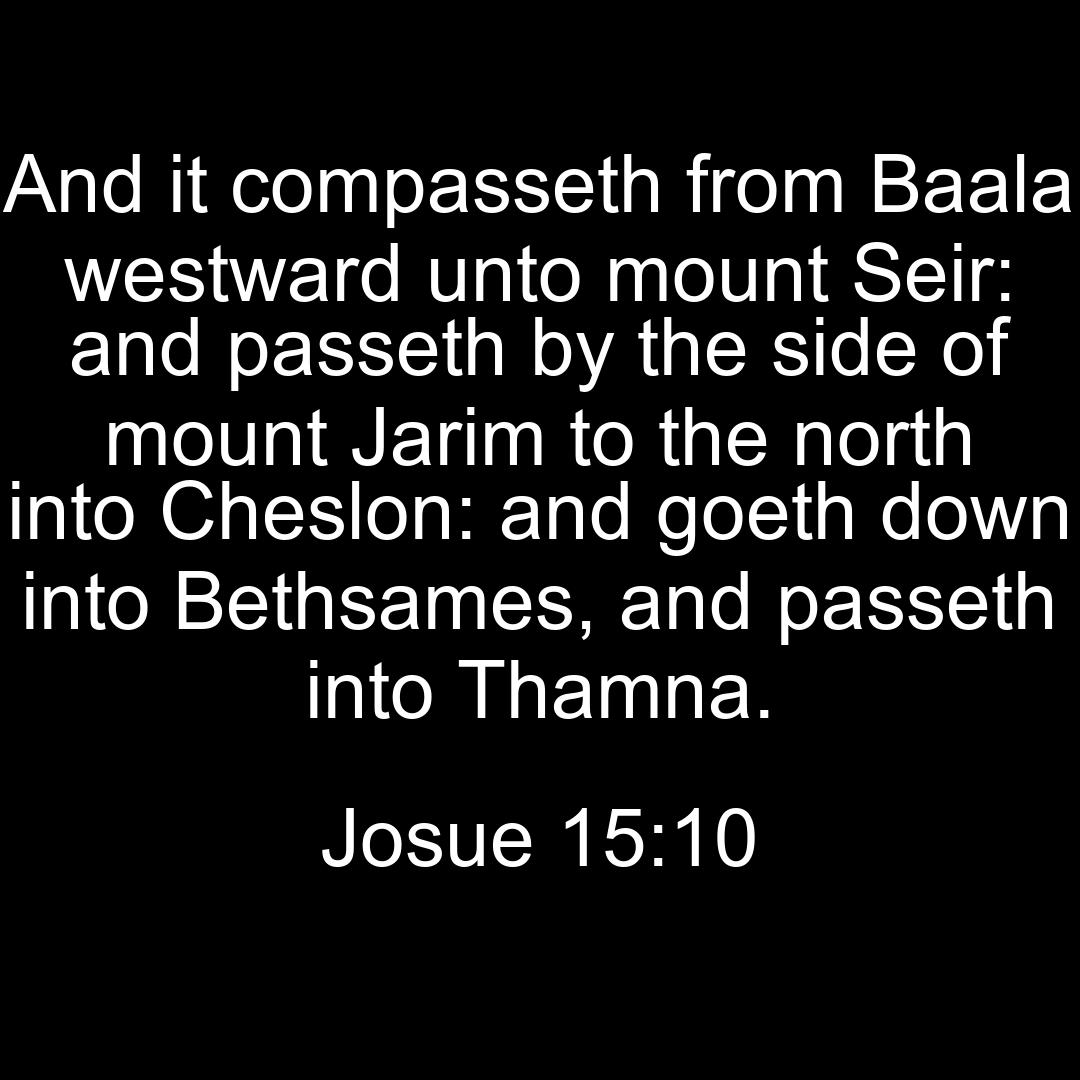 And it compasseth from Baala
westward unto mount Seir:
and passeth by the side of
mount Jarim to the north
into Cheslon: and goeth down
into Bethsames, and passeth
into Thamna.
Josue 15:10